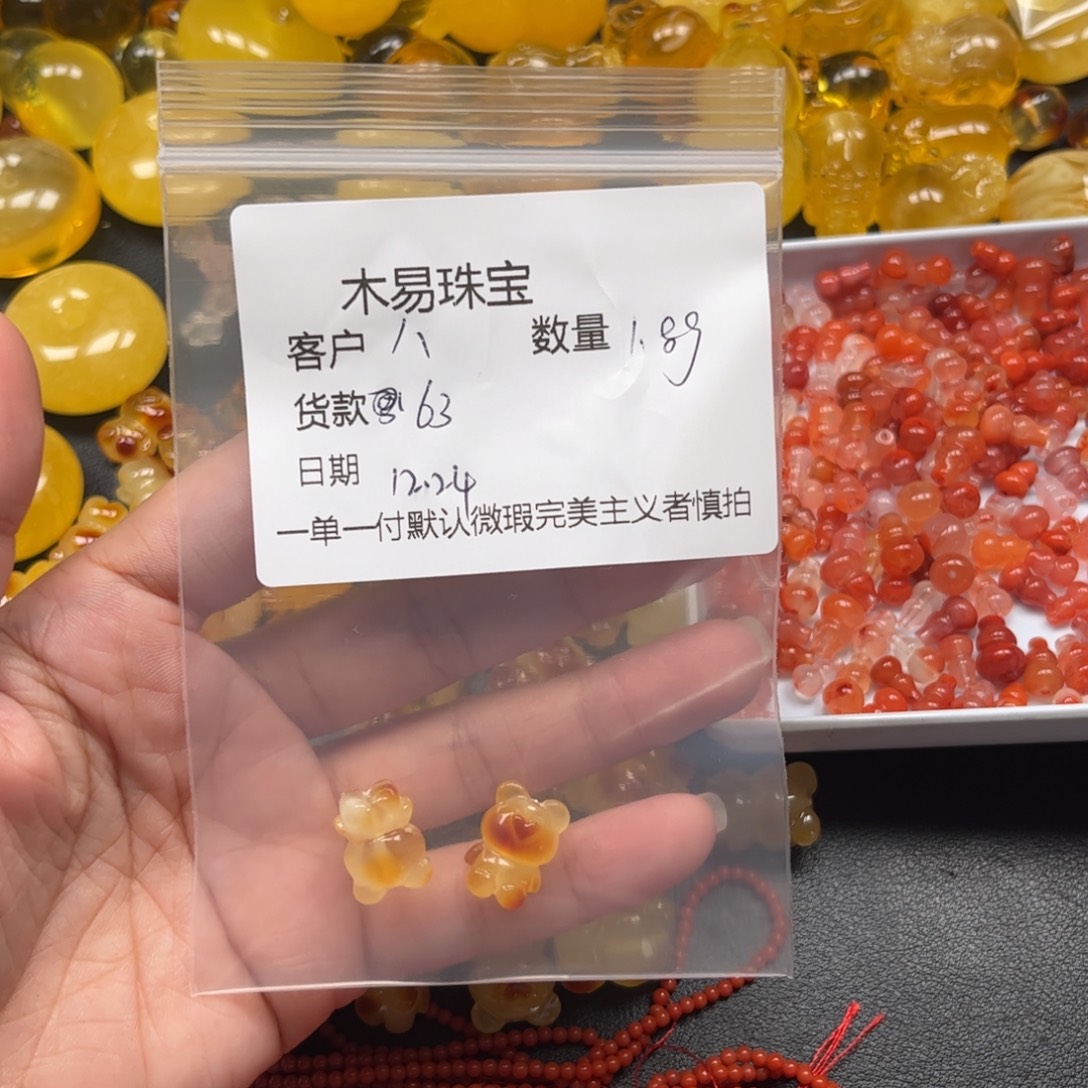 木易珠宝
客户 八 数量 1.8g
货款 63
日期 12.24
一单一付默认微瑕完美主义者慎拍